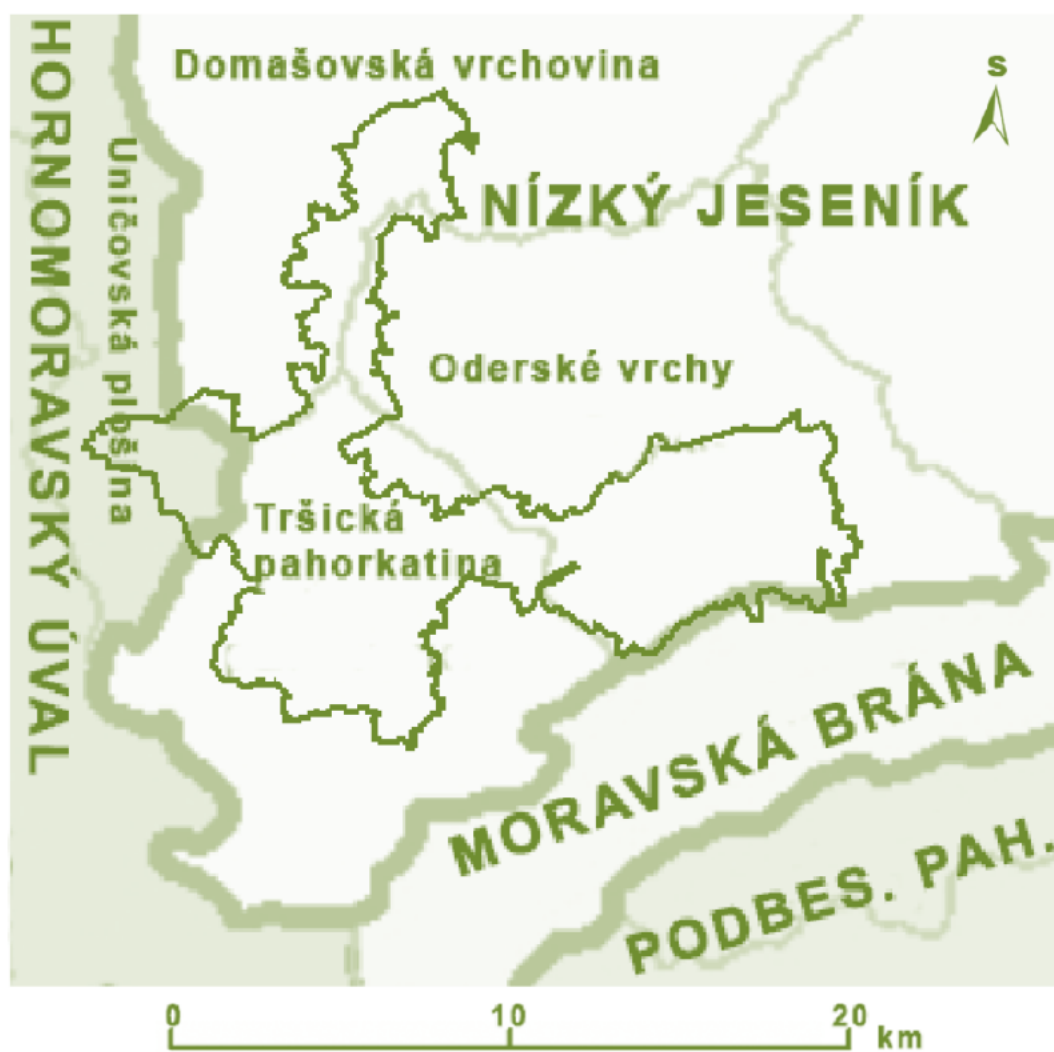 Domašovská vrchovina
S
HORNOMORAVSKÝ ÚVAL
Uničovská plošina
NÍZKÝ JESENÍK
Oderské vrchy
Tršická
pahorkatina
MORAVSKÁ BRÁNA
PODBES. PAH.
0 10 20 km